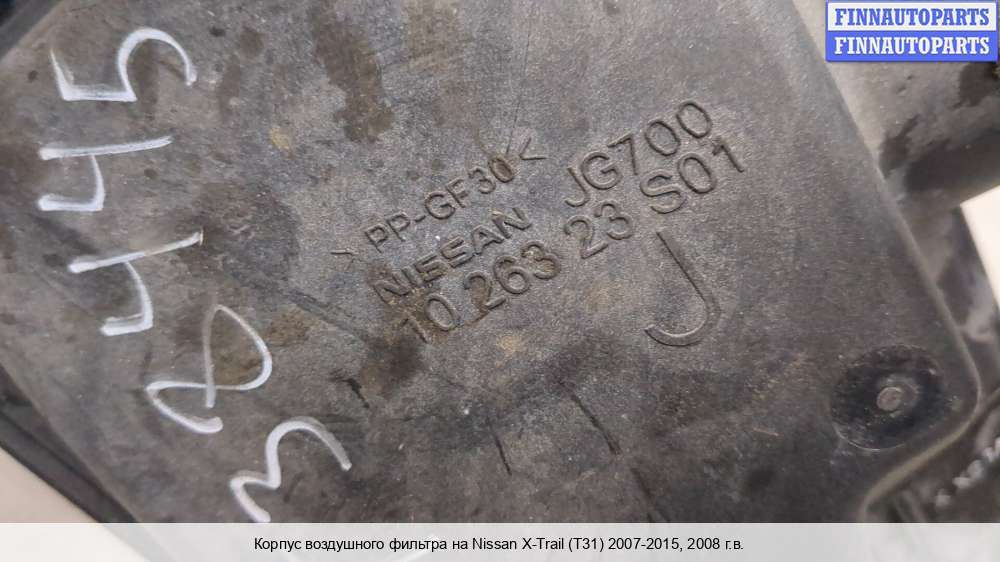 FINNAUTOPARTS
FINNAUTOPARTS
>PP-GF30<
NISSAN JG700
10 263 23 S01
J
38445
Корпус воздушного фильтра на Nissan X-Trail (T31) 2007-2015, 2008 г.в.